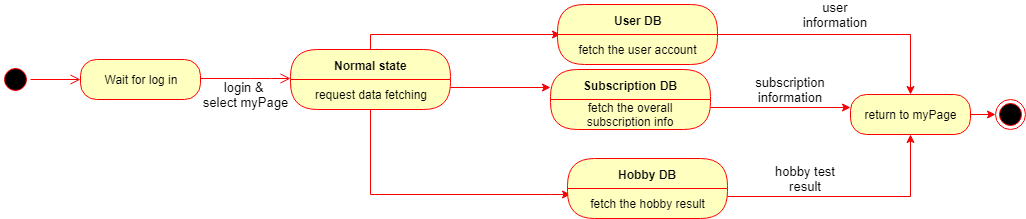 Wait for log in
login &
select myPage
Normal state
request data fetching
User DB
fetch the user account
user
information
Subscription DB
fetch the overall
subscription info
subscription
information
Hobby DB
fetch the hobby result
hobby test
result
return to myPage